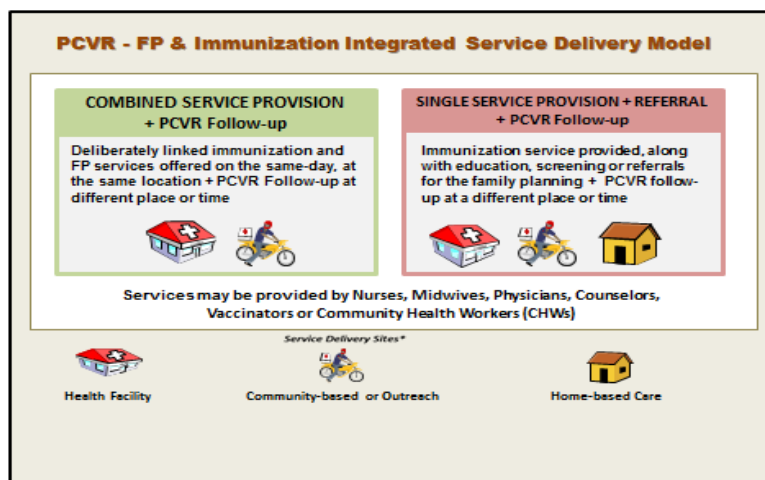 PCVR - FP & Immunization Integrated Service Delivery Model
COMBINED SERVICE PROVISION
+ PCVR Follow-up
Deliberately linked immunization and
FP services offered on the same-day, at
the same location + PCVR Follow-up at
different place or time
SINGLE SERVICE PROVISION + REFERRAL
+ PCVR Follow-up
Immunization service provided, along
with education, screening or referrals
for the family planning + PCVR follow-
up at a different place or time
Services may be provided by Nurses, Midwives, Physicians, Counselors,
Vaccinators or Community Health Workers (CHWs)
Service Delivery Sites*
Health Facility
Community-based or Outreach
Home-based Care